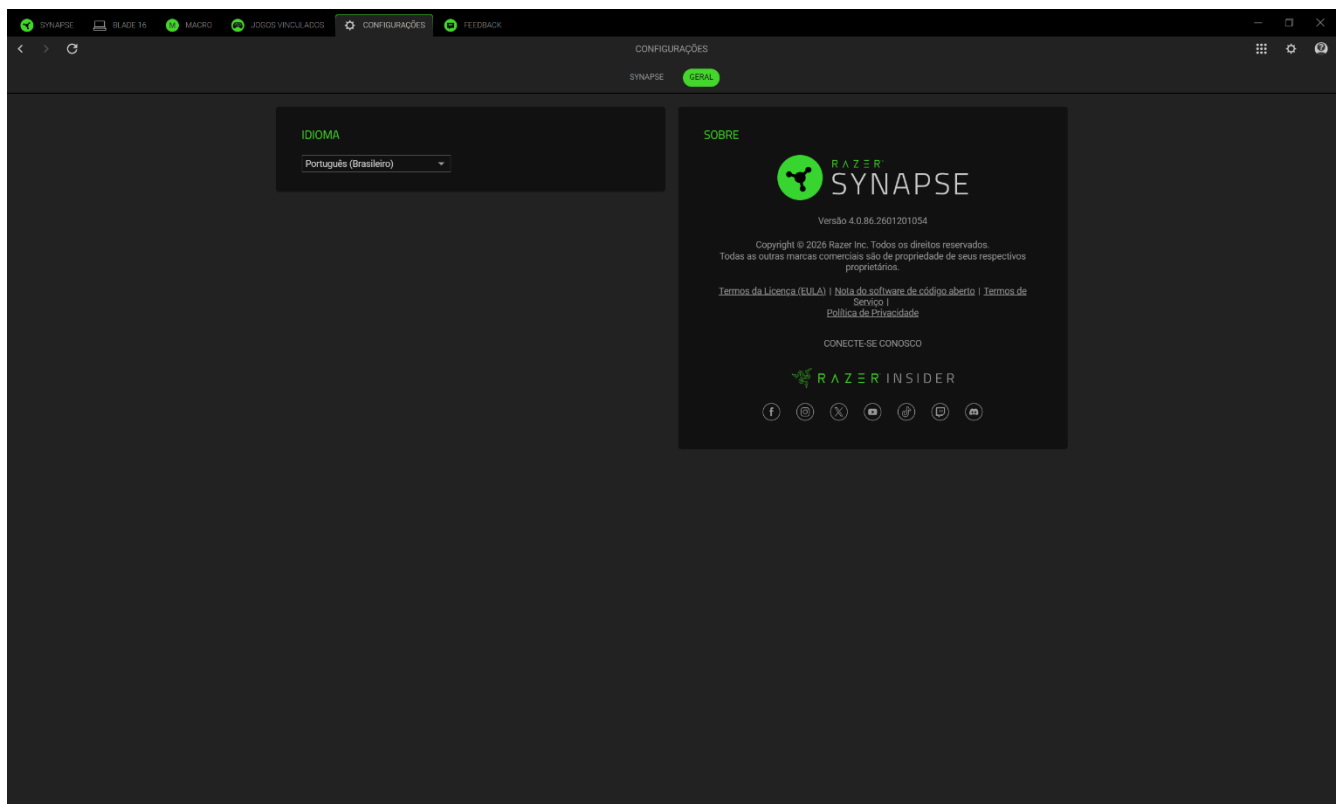 SYNAPSE BLADE 16 MACRO JOGOS VINCULADOS CONFIGURAÇÕES FEEDBACK
CONFIGURAÇÕES
SYNAPSE GERAL
IDIOMA
Português (Brasileiro)
SOBRE
RAZER
SYNAPSE
Versão 4.0.86.2601201054
Copyright © 2026 Razer Inc. Todos os direitos reservados.
Todas as outras marcas comerciais são de propriedade de seus respectivos
proprietários.
Termos da Licença (EULA) | Nota do software de código aberto | Termos de
Serviço |
Política de Privacidade
CONECTE-SE CONOSCO
RAZER INSIDER